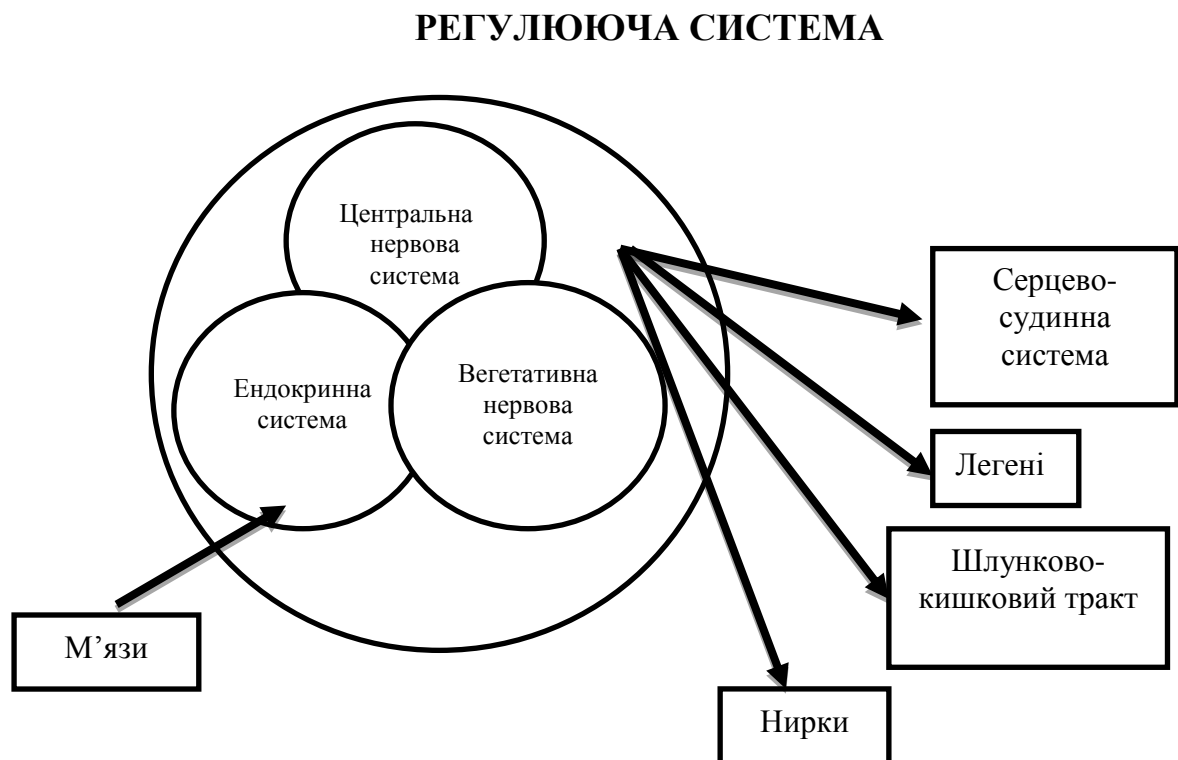 РЕГУЛЮЮЧА СИСТЕМА
Центральна
нервова
система
Ендокринна
система
Вегетативна
нервова
система
Серцево-
судинна
система
Легені
Шлунково-
кишковий тракт
М’язи
Нирки